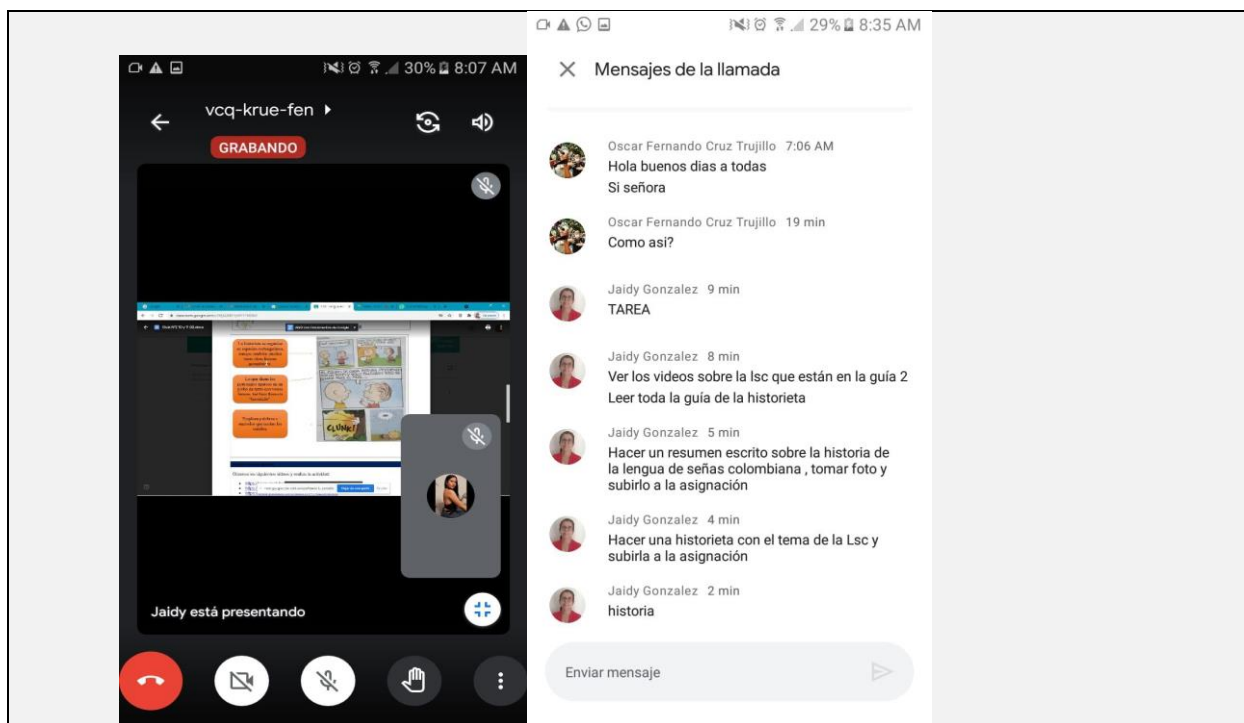 30% 8:07 AM
vcq-krue-fen
GRABANDO
CLUNK!
Jaidy está presentando
29% 8:35 AM
Mensajes de la llamada
Oscar Fernando Cruz Trujillo 7:06 AM
Hola buenos dias a todas
Si señora
Oscar Fernando Cruz Trujillo 19 min
Como asi?
Jaidy Gonzalez 9 min
TAREA
Jaidy Gonzalez 8 min
Ver los videos sobre la lsc que están en la guía 2
Leer toda la guía de la historieta
Jaidy Gonzalez 5 min
Hacer un resumen escrito sobre la historia de
la lengua de señas colombiana , tomar foto y
subirlo a la asignación
Jaidy Gonzalez 4 min
Hacer una historieta con el tema de la Lsc y
subirla a la asignación
Jaidy Gonzalez 2 min
historia
Enviar mensaje